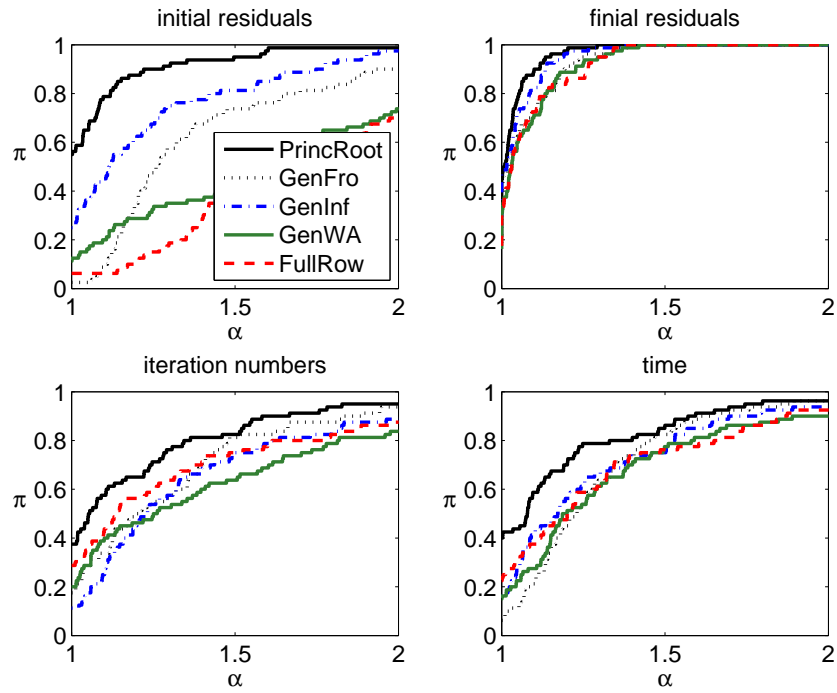 initial residuals
1
0.8
0.6
0.4
0.2
0
π
PrincRoot
GenFro
GenInf
GenWA
FullRow
1
1.5
2
α
finial residuals
1
0.8
0.6
0.4
0.2
0
π
1
1.5
2
α
iteration numbers
1
0.8
0.6
0.4
0.2
0
π
1
1.5
2
α
time
1
0.8
0.6
0.4
0.2
0
π
1
1.5
2
α